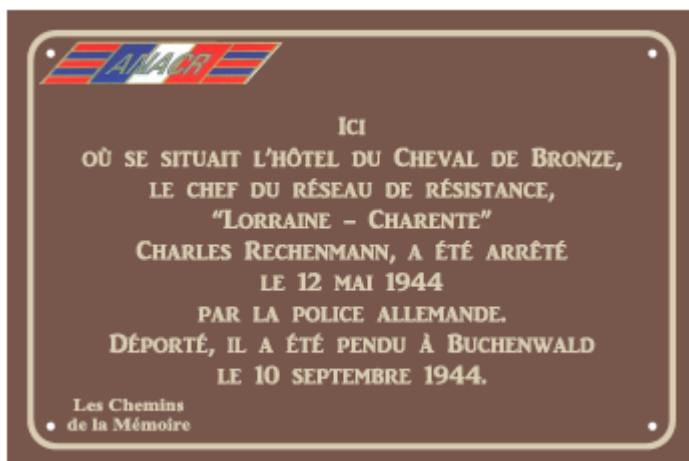 ANACR
Ici
où se situait l'hôtel du Cheval de Bronze,
le chef du réseau de résistance,
"Lorraine – Charente"
Charles Rechenmann, a été arrêté
le 12 mai 1944
par la police allemande.
Déporté, il a été pendu à Buchenwald
le 10 septembre 1944.
Les Chemins
de la Mémoire